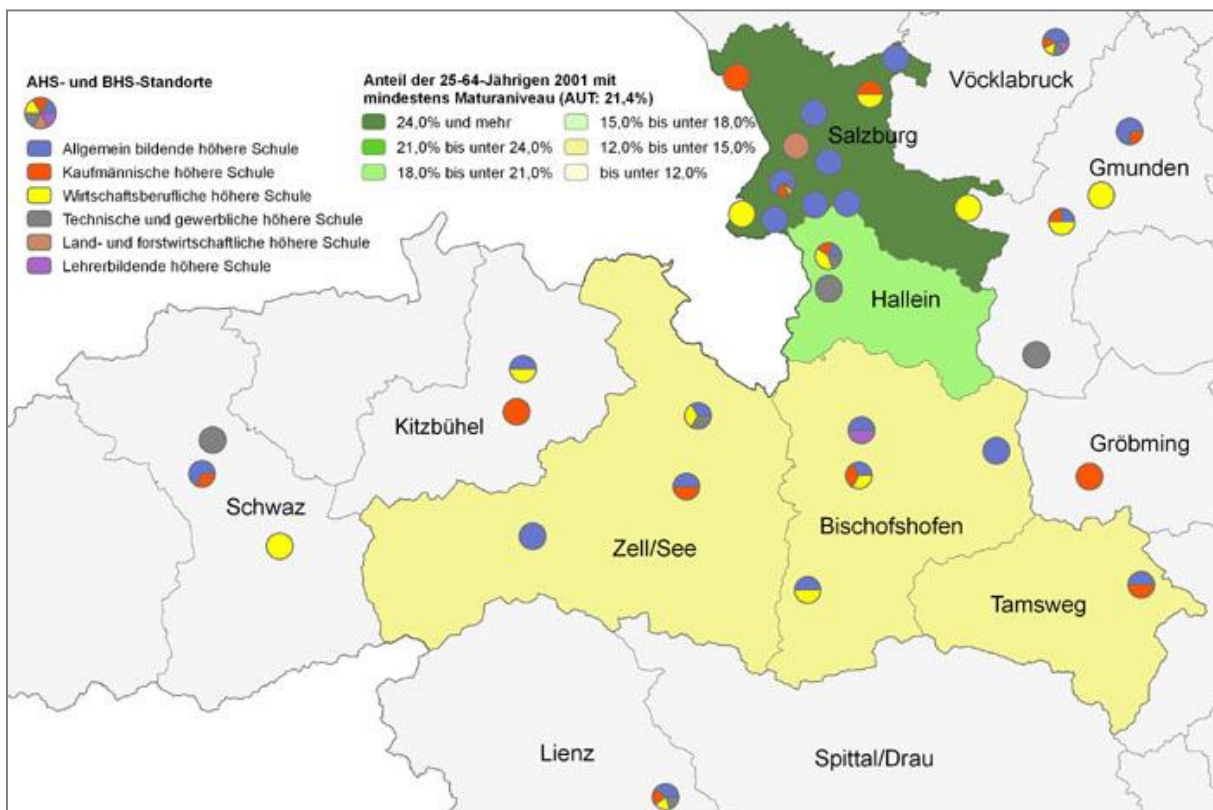 AHS- und BHS-Standorte
Allgemein bildende höhere Schule
Kaufmännische höhere Schule
Wirtschaftsberufliche höhere Schule
Technische und gewerbliche höhere Schule
Land- und forstwirtschaftliche höhere Schule
Lehrerbildende höhere Schule
Anteil der 25-64-Jährigen 2001 mit
mindestens Maturaniveau (AUT: 21,4%)
24,0% und mehr
21,0% bis unter 24,0%
18,0% bis unter 21,0%
15,0% bis unter 18,0%
12,0% bis unter 15,0%
bis unter 12,0%
Vöcklabruck
Salzburg
Gmunden
Hallein
Kitzbühel
Gröbming
Schwaz
Bischofshofen
Zell/See
Tamsweg
Lienz
Spittal/Drau